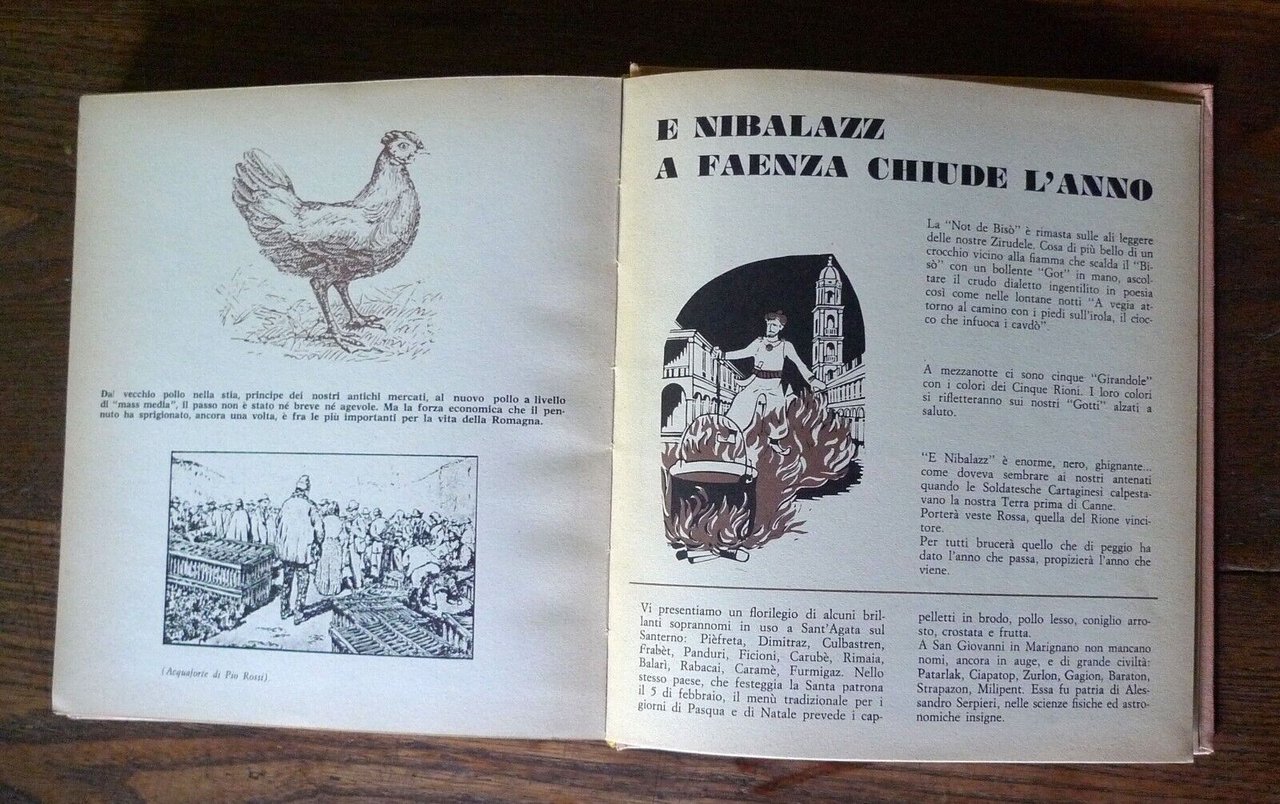 Dal vecchio pollo nella stia, principe dei nostri antichi mercati, al nuovo pollo a livello
di "mass media", il passo non è stato né breve né agevole. Ma la forza economica che il pen-
nuto ha sprigionato, ancora una volta, è fra le più importanti per la vita della Romagna.
(Acquaforte di Pio Rossi).
E NIBALAZZ
A FAENZA CHIUDE L'ANNO
La "Not de Bisò" è rimasta sulle ali leggere
delle nostre Zirudele. Cosa di più bello di un
crocchio vicino alla fiamma che scalda il "Bi-
sò" con un bollente "Got" in mano, ascol-
tare il crudo dialetto ingentilito in poesia
così come nelle lontane notti "A vegia at-
torno al camino con i piedi sull'irola, il cioc-
co che infuoca i cavdò".
A mezzanotte ci sono cinque "Girandole"
con i colori dei Cinque Rioni. I loro colori
si rifletteranno sui nostri "Gotti" alzati a
saluto.
"E Nibalazz" è enorme, nero, ghignante...
come doveva sembrare ai nostri antenati
quando le Soldatesche Cartaginesi calpesta-
vano la nostra Terra prima di Canne.
Porterà veste Rossa, quella del Rione vinci-
tore.
Per tutti brucerà quello che di peggio ha
dato l'anno che passa, propizierà l'anno che
viene.
Vi presentiamo un florilegio di alcuni bril-
lanti soprannomi in uso a Sant'Agata sul
Santerno: Pièfreta, Dimitraz, Culbastren,
Frabèt, Panduri, Ficioni, Carubè, Rimaia,
Balarì, Rabacai, Caramè, Furmigaz. Nello
stesso paese, che festeggia la Santa patrona
il 5 di febbraio, il menù tradizionale per i
giorni di Pasqua e di Natale prevede i cap-
pelletti in brodo, pollo lesso, coniglio arro-
sto, crostata e frutta.
A San Giovanni in Marignano non mancano
nomi, ancora in auge, e di grande civiltà:
Patarlak, Ciapatop, Zurlon, Gagion, Baraton,
Strapazon, Milipent. Essa fu patria di Ales-
sandro Serpieri, nelle scienze fisiche ed astro-
nomiche insigne.